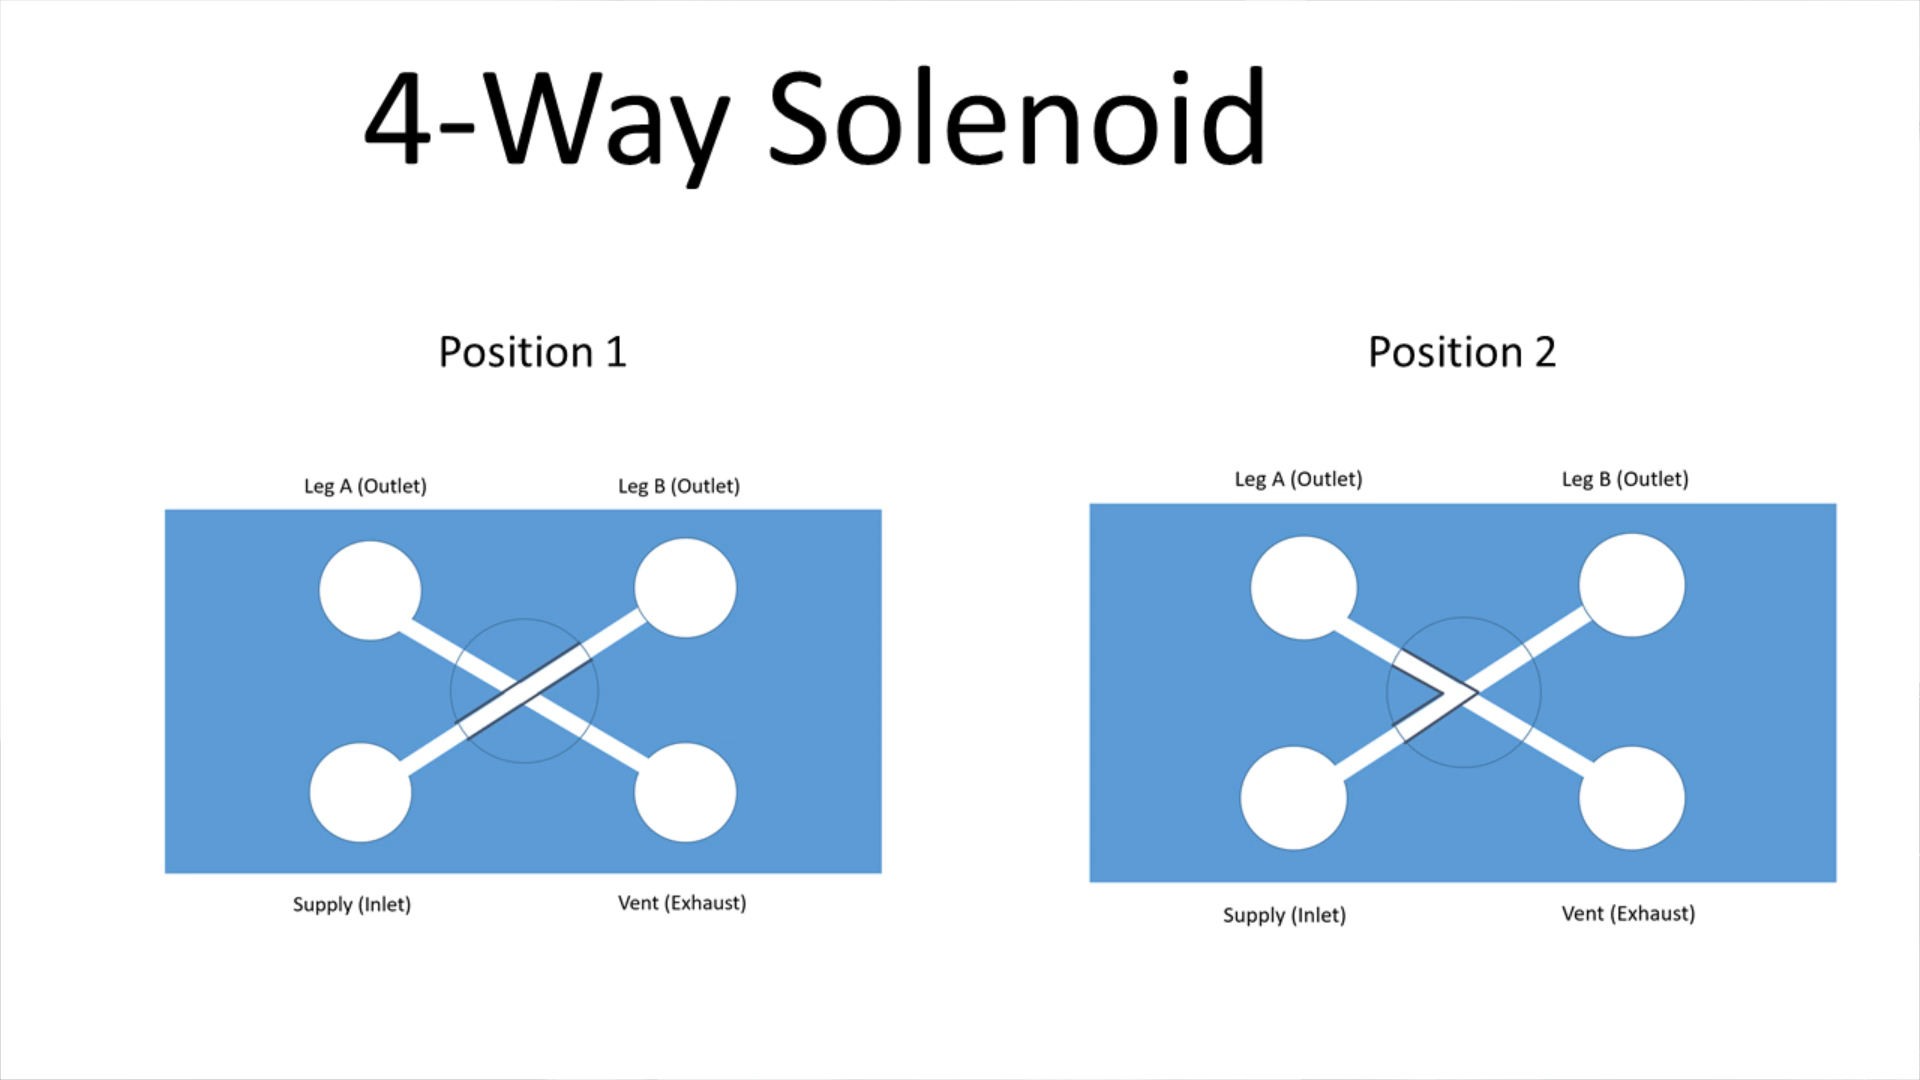 4-Way Solenoid
Position 1
Position 2
Leg A (Outlet)
Leg B (Outlet)
Leg A (Outlet)
Leg B (Outlet)
Supply (Inlet)
Vent (Exhaust)
Supply (Inlet)
Vent (Exhaust)